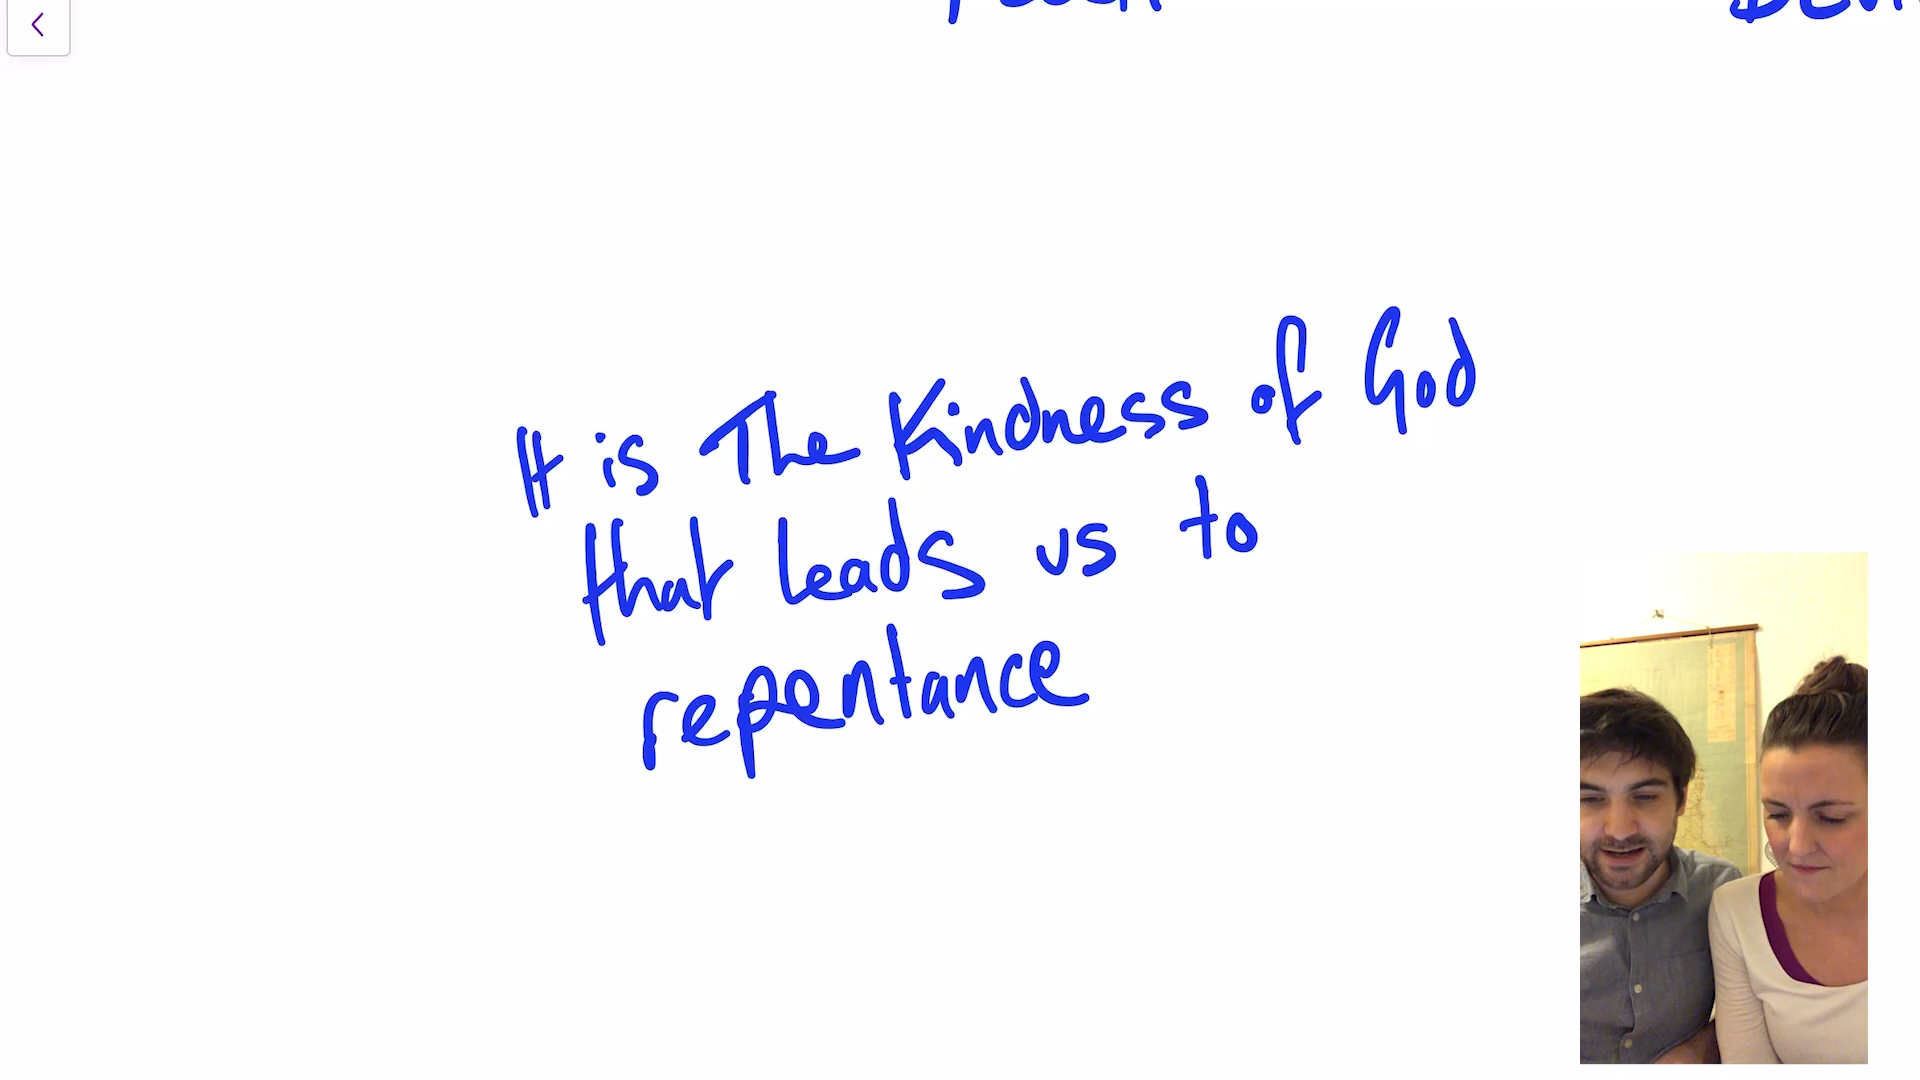 It is The Kindness of God
that leads us to
repentance